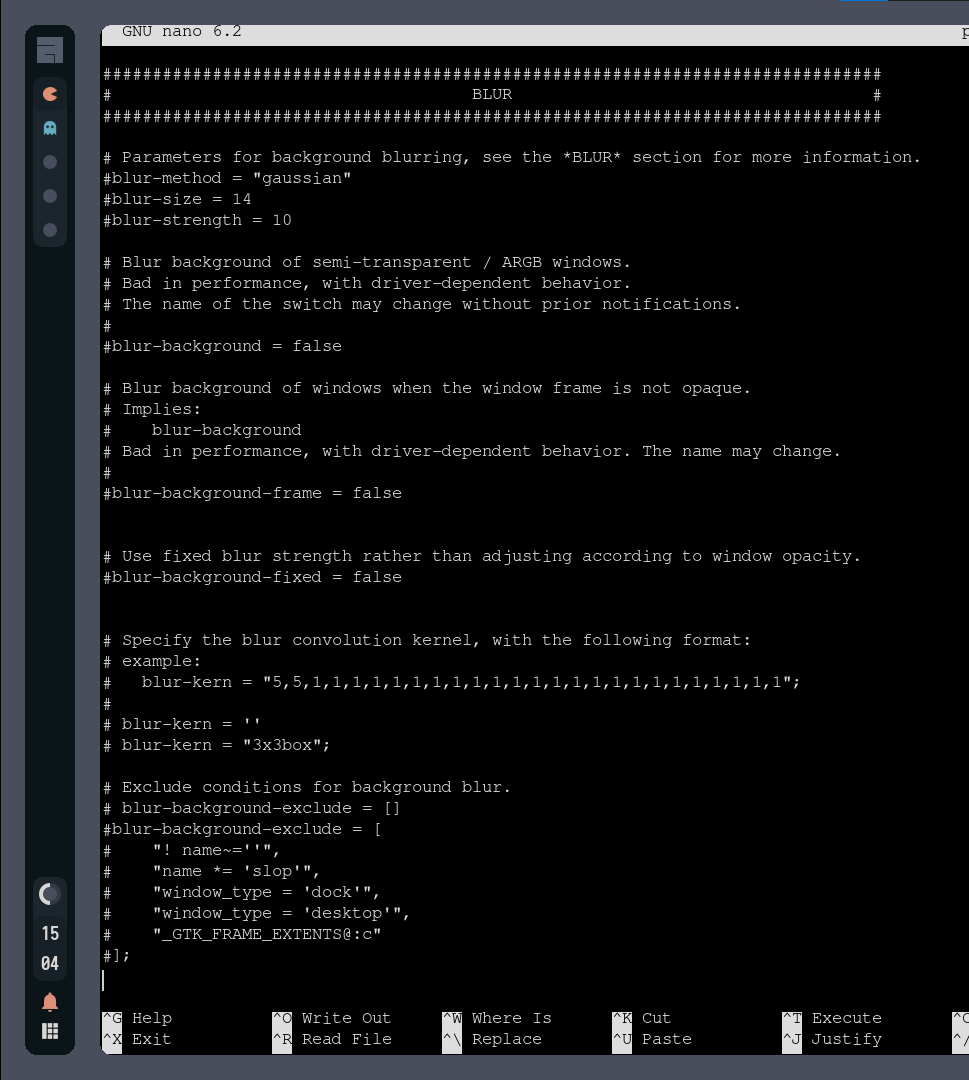 GNU nano 6.2
##############################################################################
# BLUR #
##############################################################################
# Parameters for background blurring, see the *BLUR* section for more information.
#blur-method = "gaussian"
#blur-size = 14
#blur-strength = 10
# Blur background of semi-transparent / ARGB windows.
# Bad in performance, with driver-dependent behavior.
# The name of the switch may change without prior notifications.
#
#blur-background = false
# Blur background of windows when the window frame is not opaque.
# Implies:
#    blur-background
# Bad in performance, with driver-dependent behavior. The name may change.
#
#blur-background-frame = false
# Use fixed blur strength rather than adjusting according to window opacity.
#blur-background-fixed = false
# Specify the blur convolution kernel, with the following format:
# example:
#   blur-kern = "5,5,1,1,1,1,1,1,1,1,1,1,1,1,1,1,1,1,1,1,1,1,1,1,1,1";
#
# blur-kern = ''
# blur-kern = "3x3box";
# Exclude conditions for background blur.
# blur-background-exclude = []
#blur-background-exclude = [
#    "! name~=''",
#    "name *= 'slop'",
#    "window_type = 'dock'",
#    "window_type = 'desktop'",
#    "_GTK_FRAME_EXTENTS@:c"
#];
15
04
^G Help ^O Write Out ^W Where Is ^K Cut ^T Execute
^X Exit ^R Read File ^\ Replace ^U Paste ^J Justify